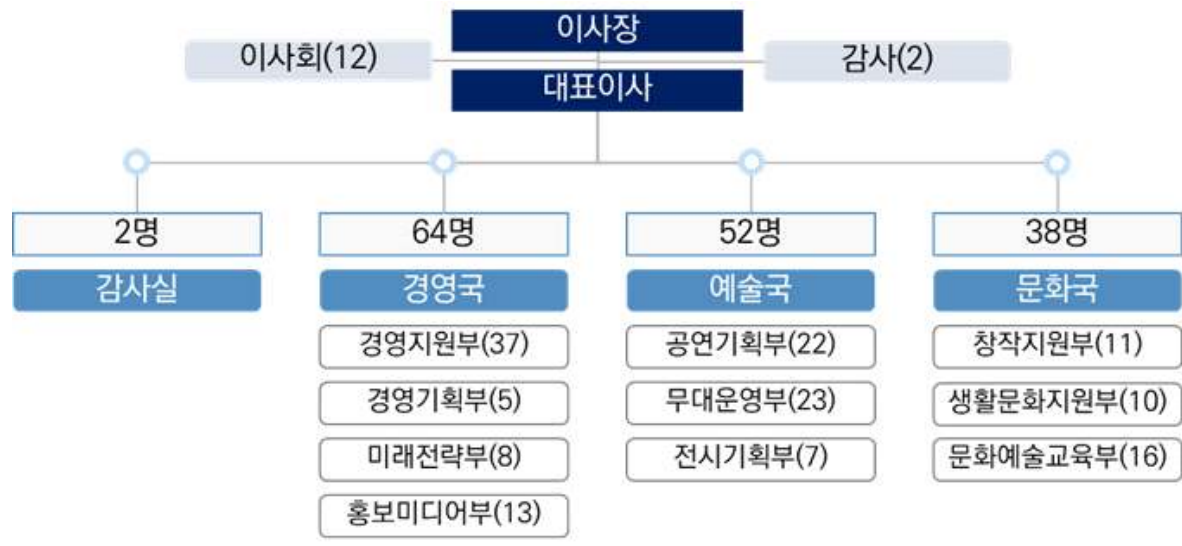 이사장
이사회(12)
감사(2)
대표이사
2명
64명
52명
38명
감사실
경영국
예술국
문화국
경영지원부(37)
공연기획부(22)
창작지원부(11)
경영기획부(5)
무대운영부(23)
생활문화지원부(10)
미래전략부(8)
전시기획부(7)
문화예술교육부(16)
홍보미디어부(13)